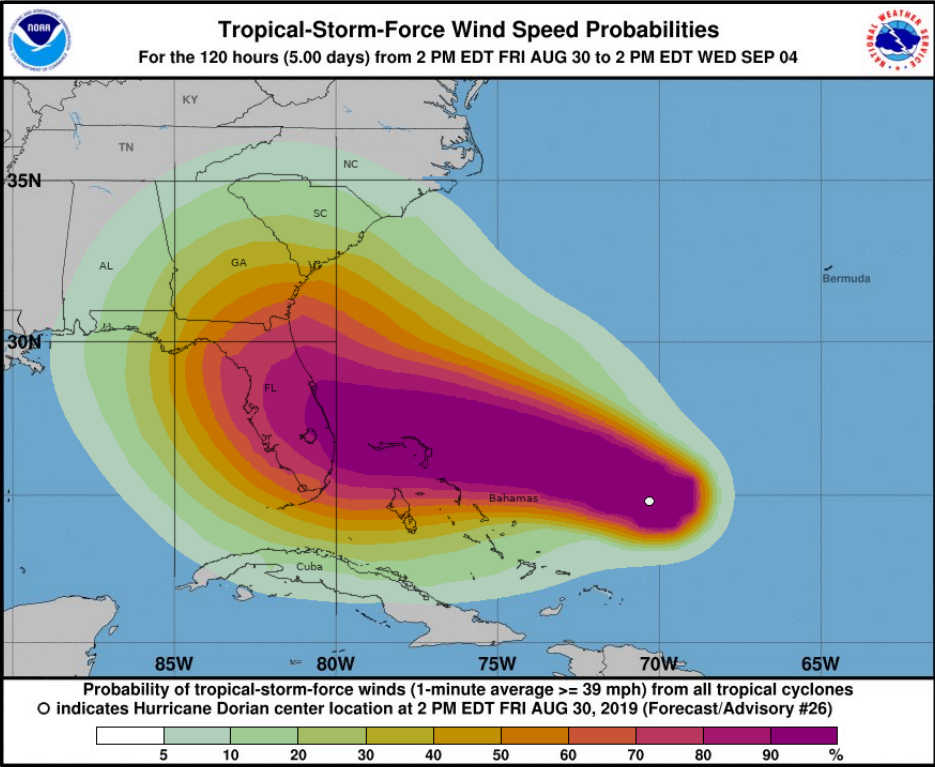 Tropical-Storm-Force Wind Speed Probabilities
For the 120 hours (5.00 days) from 2 PM EDT FRI AUG 30 to 2 PM EDT WED SEP 04
NOAA
NATIONAL WEATHER SERVICE
KY
TN
NC
35N
SC
AL
GA
Bermuda
30N
FL
Bahamas
Cuba
85W
80W
75W
70W
65W
Probability of tropical-storm-force winds (1-minute average >= 39 mph) from all tropical cyclones
indicates Hurricane Dorian center location at 2 PM EDT FRI AUG 30, 2019 (Forecast/Advisory #26)
5 10 20 30 40 50 60 70 80 90 %